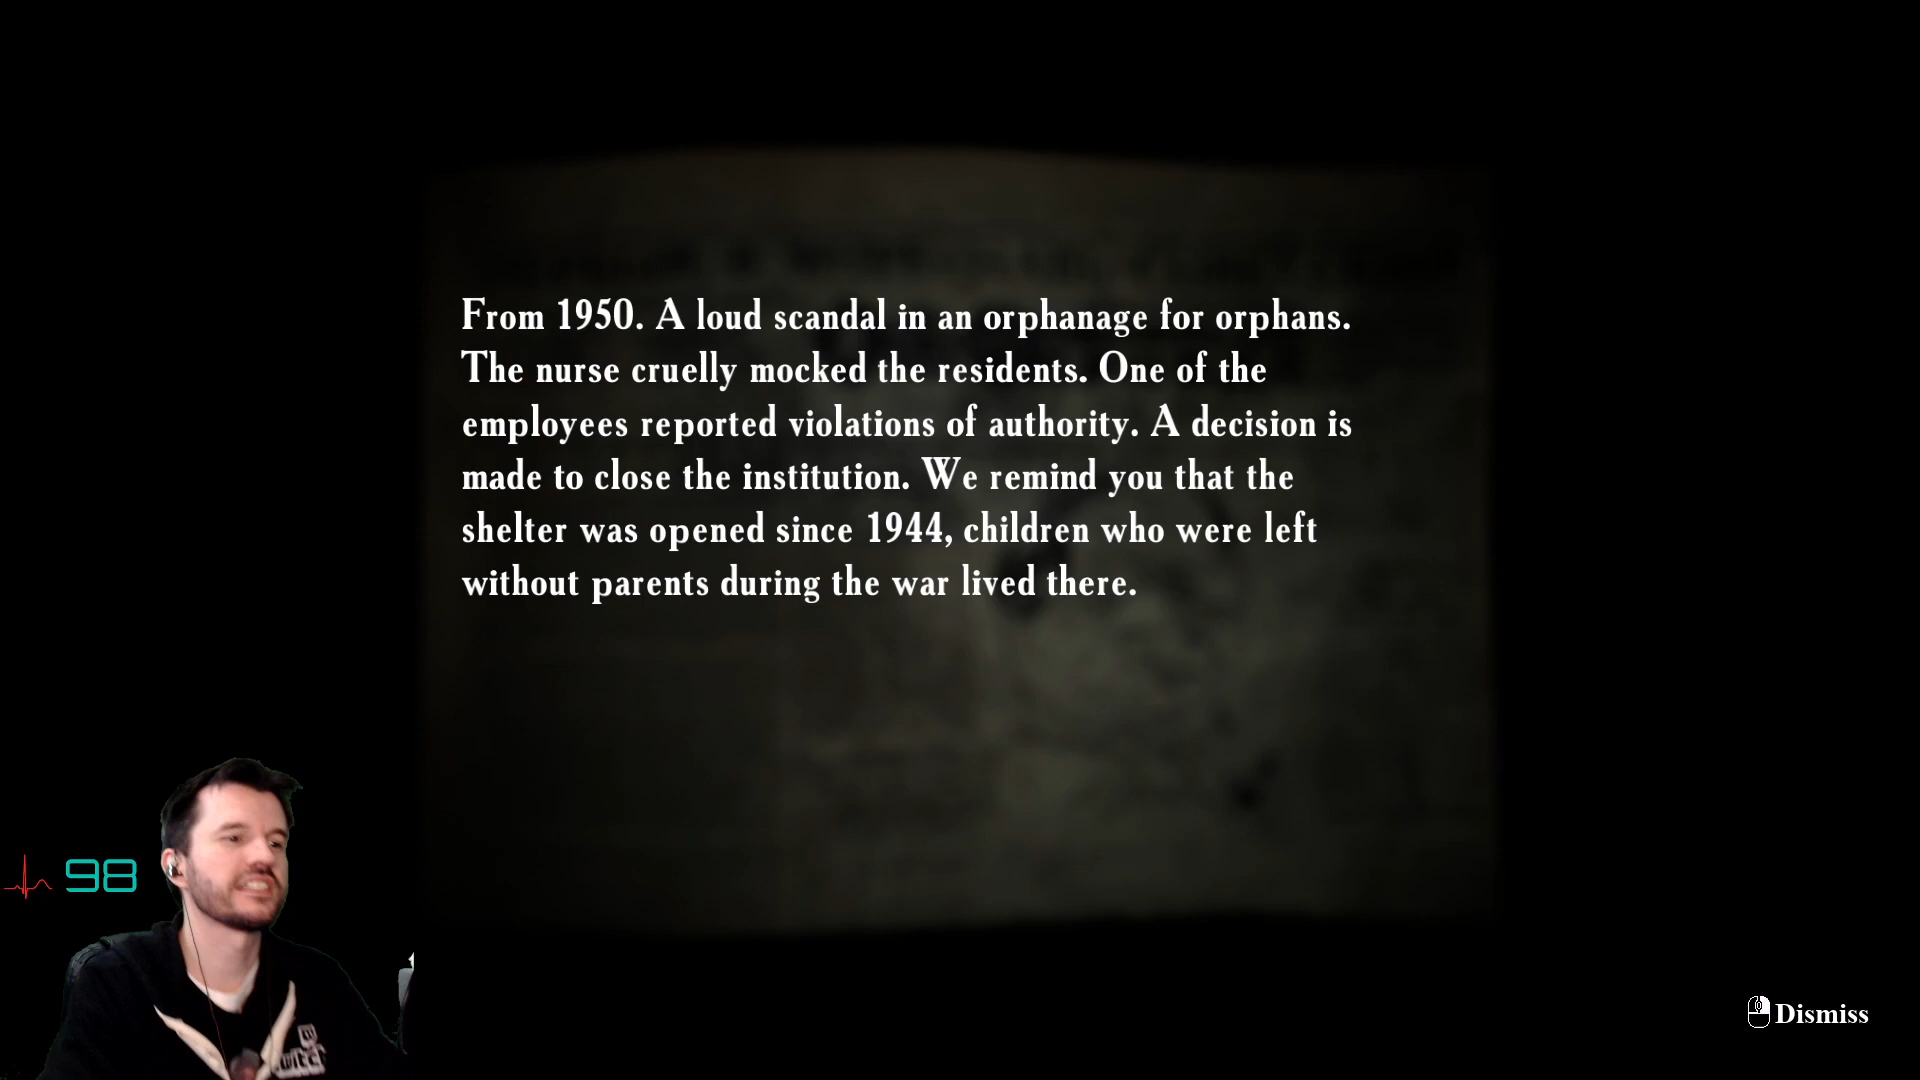 From 1950. A loud scandal in an orphanage for orphans.
The nurse cruelly mocked the residents. One of the
employees reported violations of authority. A decision is
made to close the institution. We remind you that the
shelter was opened since 1944, children who were left
without parents during the war lived there.
98
Dismiss